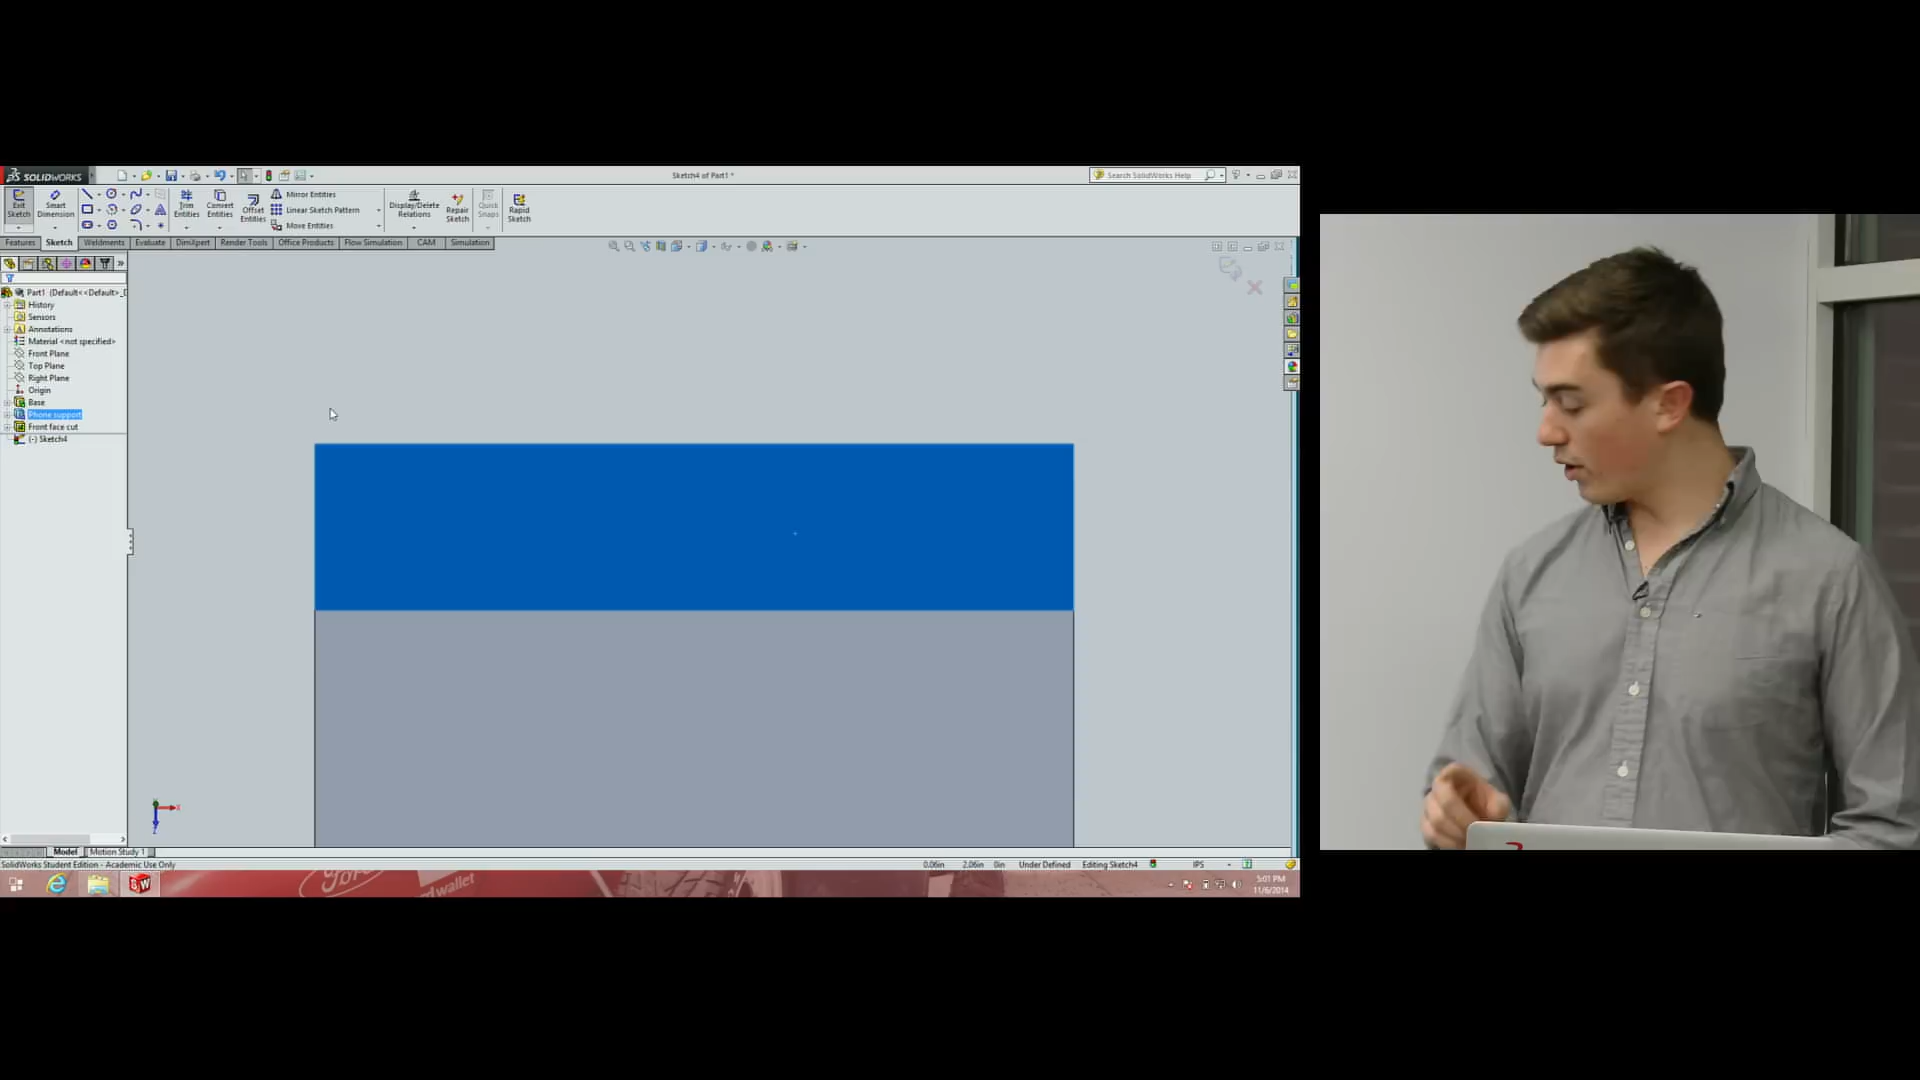 SOLIDWORKS
Sketch4 of Part1 *
Search SolidWorks Help
Exit Sketch
Smart Dimension
Trim Entities
Convert Entities
Offset Entities
Mirror Entities
Linear Sketch Pattern
Move Entities
Display/Delete Relations
Repair Sketch
Quick Snaps
Rapid Sketch
Features Sketch Weldments Evaluate DimXpert Render Tools Office Products Flow Simulation CAM Simulation
Part1 (Default<<Default>_D
History
Sensors
Annotations
Material <not specified>
Front Plane
Top Plane
Right Plane
Origin
Base
Phone support
Front face cut
(-) Sketch4
X
Z
Model Motion Study 1
SolidWorks Student Edition - Academic Use Only
0.06in 2.06in 0in Under Defined Editing Sketch4 IPS
Ford
wallet
5:01 PM
11/6/2014